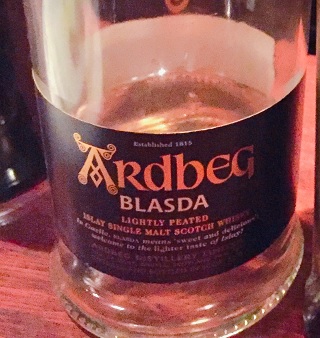 Established 1815
ARDBEG
BLASDA
LIGHTLY PEATED
ISLAY SINGLE MALT SCOTCH WHISKY
In Gaelic, BLASDA means 'sweet and delicious'
welcome to the lighter taste of Islay!
DISTILLERY